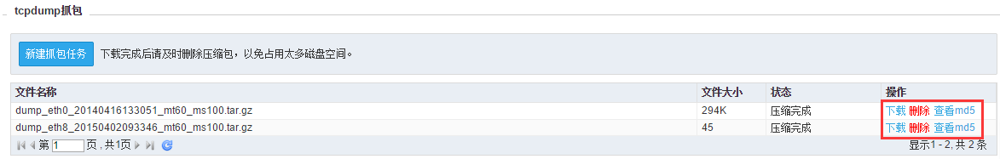 tcpdump抓包
新建抓包任务 下载完成后请及时删除压缩包，以免占用太多磁盘空间。
文件名称 文件大小 状态 操作
dump_eth0_20140416133051_mt60_ms100.tar.gz 294K 压缩完成 下载 删除 查看md5
dump_eth8_20150402093346_mt60_ms100.tar.gz 45 压缩完成 下载 删除 查看md5
第 1 页 , 共1页 显示1 - 2, 共 2 条